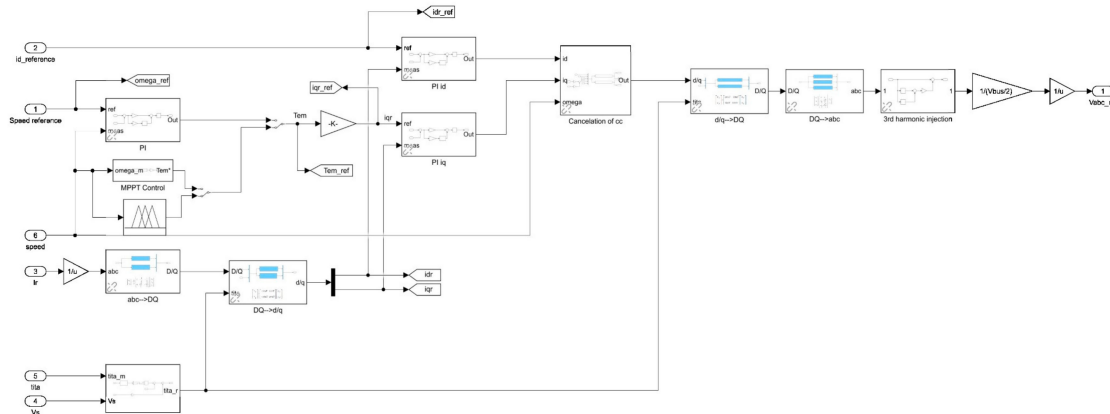 idr_ref
2
id_reference
ref
Out
meas
PI id
omega_ref
iqr_ref
id
iq
omega
Out
Cancelation of cc
d/q
tita
D/Q
d/q-->DQ
D/Q
abc
DQ-->abc
1
1
3rd harmonic injection
1/(Vbus/2)
1/u
1
1
Speed reference
ref
Out
meas
PI
Tem
-K-
iqr
ref
Out
meas
PI iq
Tem_ref
omega_m
Tem*
MPPT Control
6
speed
3
Ir
1/u
abc
D/Q
abc-->DQ
D/Q
tita
d/q
DQ-->d/q
idr
iqr
5
tita
4
Vs
tita_m
Vs
tita_r